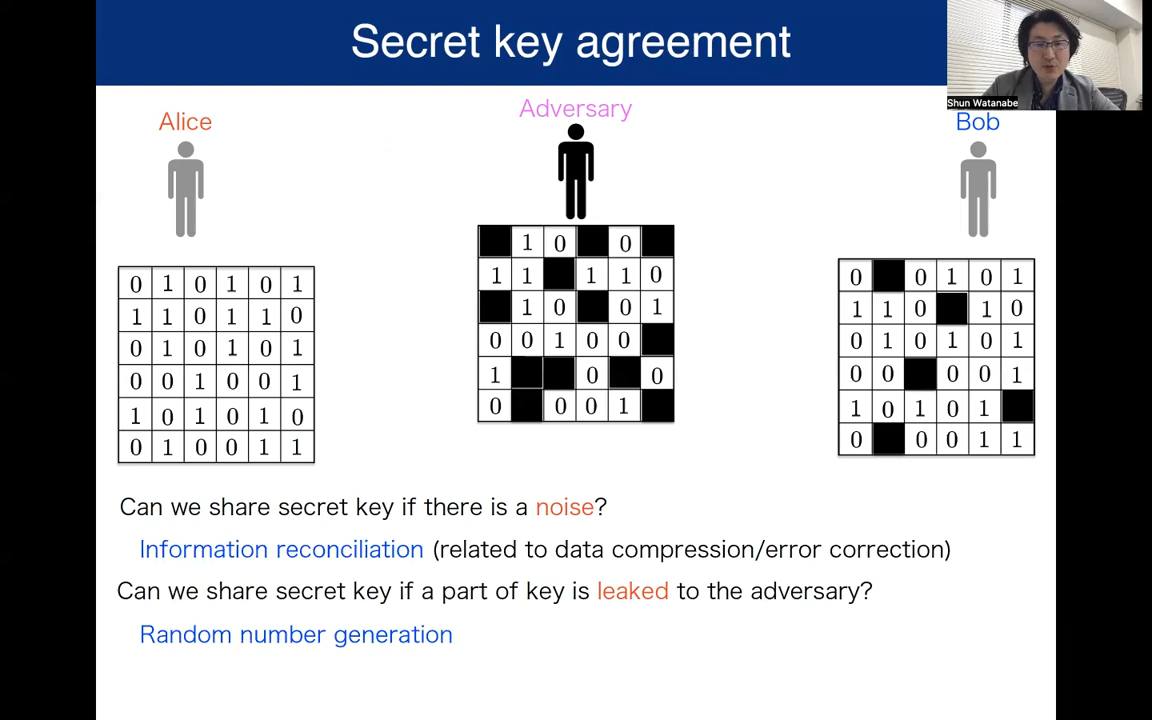 Secret key agreement
Shun Watanabe
Alice
Adversary
Bob
0 1 0 1 0 1
1 1 0 1 1 0
0 1 0 1 0 1
0 0 1 0 0 1
1 0 1 0 1 0
0 1 0 0 1 1
1 0 0
1 1 1 1 0
1 0 0 1
0 0 1 0 0
1 0 0
0 0 0 1
0 0 1 0 1
1 1 0 1 0
0 1 0 1 0 1
0 0 0 0 1
1 0 1 0 1
0 0 0 1 1
Can we share secret key if there is a noise?
Information reconciliation (related to data compression/error correction)
Can we share secret key if a part of key is leaked to the adversary?
Random number generation